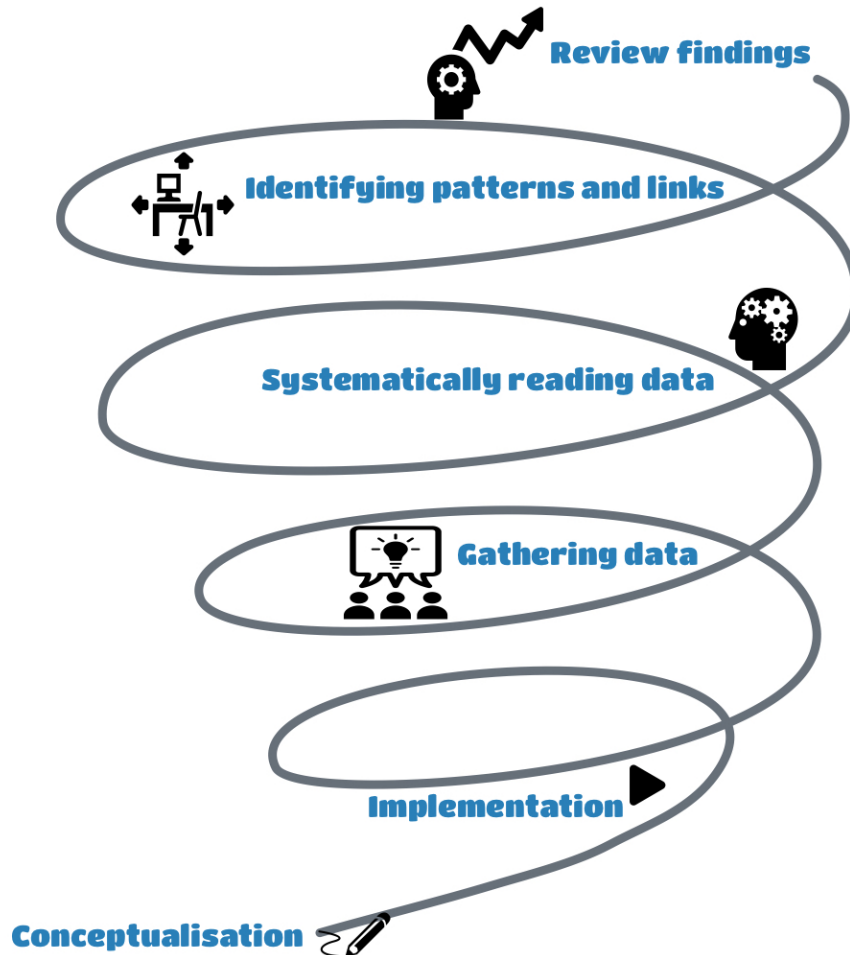 Review findings
Identifying patterns and links
Systematically reading data
Gathering data
Implementation
Conceptualisation